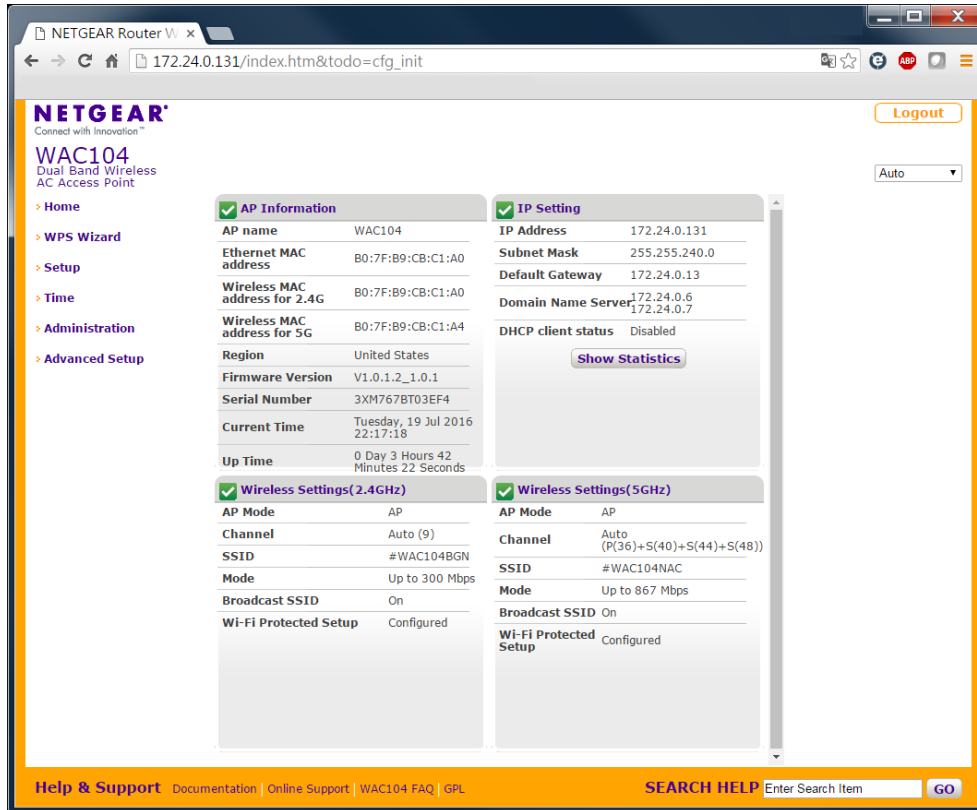 NETGEAR Router W
172.24.0.131/index.htm&todo=cfg_init
ABP
NETGEAR®
Connect with Innovation™
Logout
WAC104
Dual Band Wireless
AC Access Point
Auto
Home
WPS Wizard
Setup
Time
Administration
Advanced Setup
AP Information
AP name WAC104
Ethernet MAC
address B0:7F:B9:CB:C1:A0
Wireless MAC
address for 2.4G B0:7F:B9:CB:C1:A0
Wireless MAC
address for 5G B0:7F:B9:CB:C1:A4
Region United States
Firmware Version V1.0.1.2_1.0.1
Serial Number 3XM767BT03EF4
Current Time Tuesday, 19 Jul 2016
22:17:18
Up Time 0 Day 3 Hours 42
Minutes 22 Seconds
IP Setting
IP Address 172.24.0.131
Subnet Mask 255.255.240.0
Default Gateway 172.24.0.13
Domain Name Server 172.24.0.6
172.24.0.7
DHCP client status Disabled
Show Statistics
Wireless Settings(2.4GHz)
AP Mode AP
Channel Auto (9)
SSID #WAC104BGN
Mode Up to 300 Mbps
Broadcast SSID On
Wi-Fi Protected Setup Configured
Wireless Settings(5GHz)
AP Mode AP
Channel Auto
(P(36)+S(40)+S(44)+S(48))
SSID #WAC104NAC
Mode Up to 867 Mbps
Broadcast SSID On
Wi-Fi Protected
Setup Configured
Help & Support Documentation | Online Support | WAC104 FAQ | GPL
SEARCH HELP Enter Search Item GO